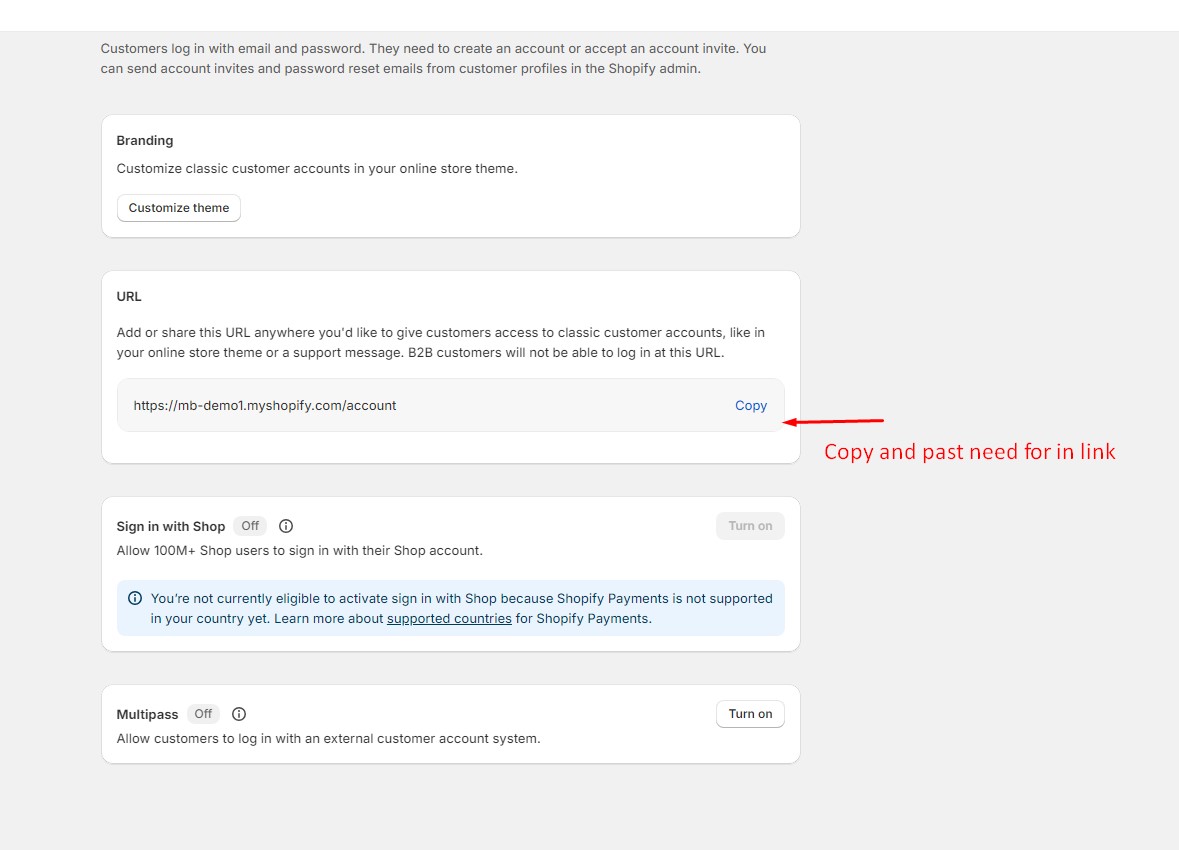 Customers log in with email and password. They need to create an account or accept an account invite. You
can send account invites and password reset emails from customer profiles in the Shopify admin.
Branding
Customize classic customer accounts in your online store theme.
Customize theme
URL
Add or share this URL anywhere you'd like to give customers access to classic customer accounts, like in
your online store theme or a support message. B2B customers will not be able to log in at this URL.
https://mb-demo1.myshopify.com/account
Copy
Copy and past need for in link
Sign in with Shop Off
Turn on
Allow 100M+ Shop users to sign in with their Shop account.
You're not currently eligible to activate sign in with Shop because Shopify Payments is not supported
in your country yet. Learn more about supported countries for Shopify Payments.
Multipass Off
Turn on
Allow customers to log in with an external customer account system.